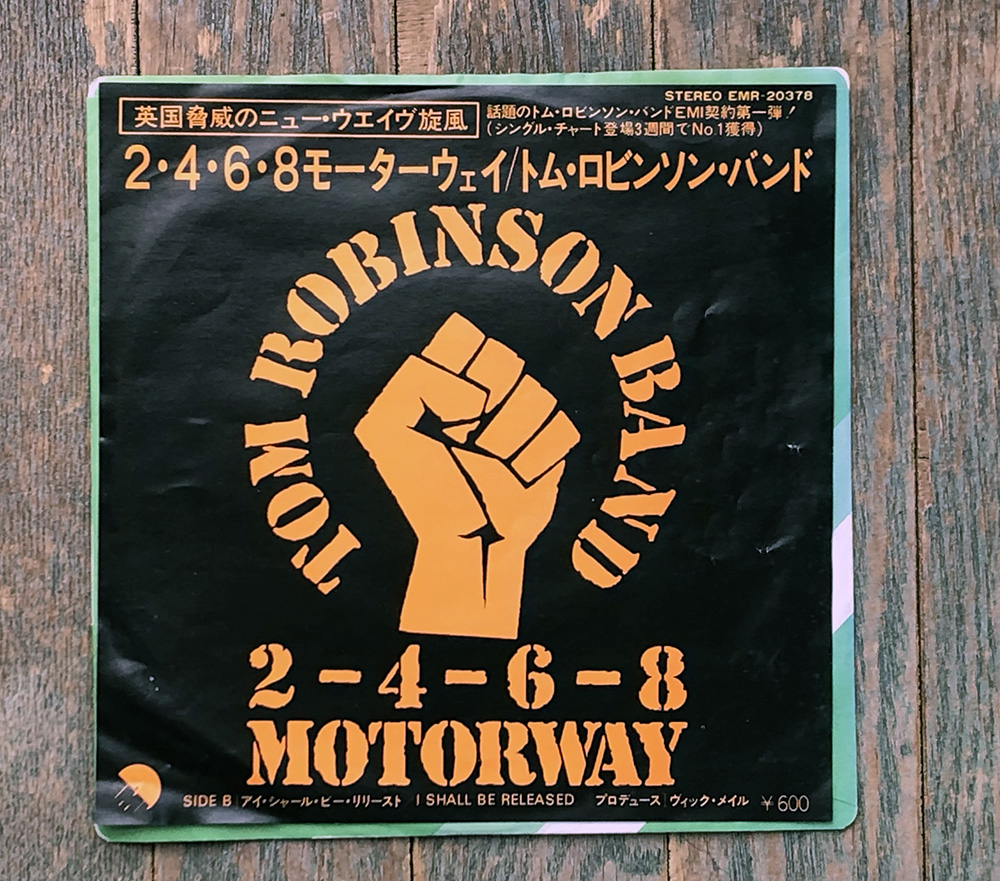 STEREO EMR-20378
英国脅威のニュー・ウエイヴ旋風
話題のトム・ロビンソン・バンドEMI契約第一弾!
(シングル・チャート登場3週間でNo.1獲得)
2・4・6・8モーターウェイ/トム・ロビンソン・バンド
TOM ROBINSON BAND
2-4-6-8
MOTORWAY
SIDE B アイ・シャール・ビー・リリースト I SHALL BE RELEASED プロデュース ヴィック・メイル ¥600